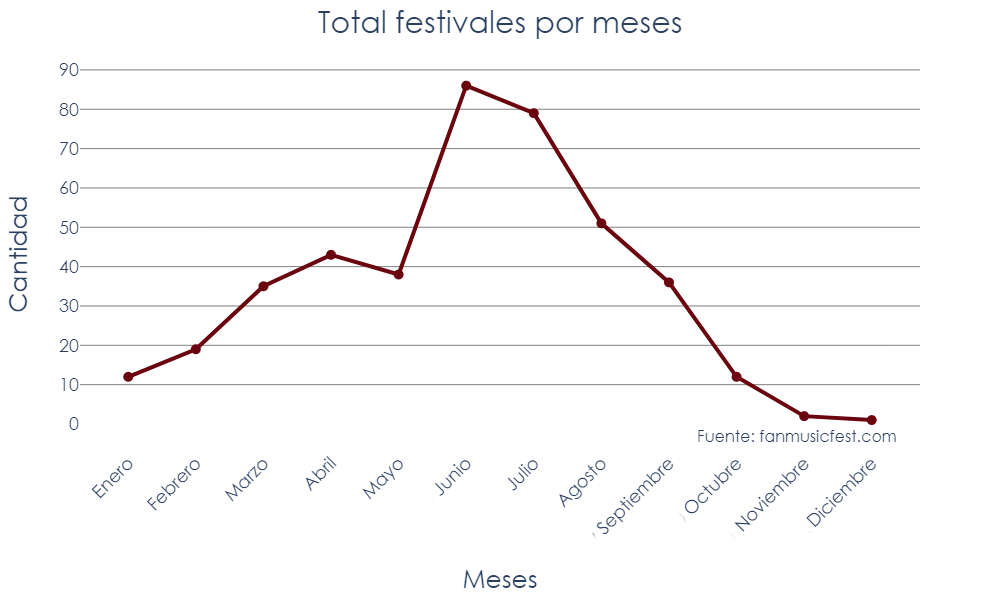 Total festivales por meses
Cantidad
90
80
70
60
50
40
30
20
10
0
Fuente: fanmusicfest.com
Enero
Febrero
Marzo
Abril
Mayo
Junio
Julio
Agosto
Septiembre
Octubre
Noviembre
Diciembre
Meses